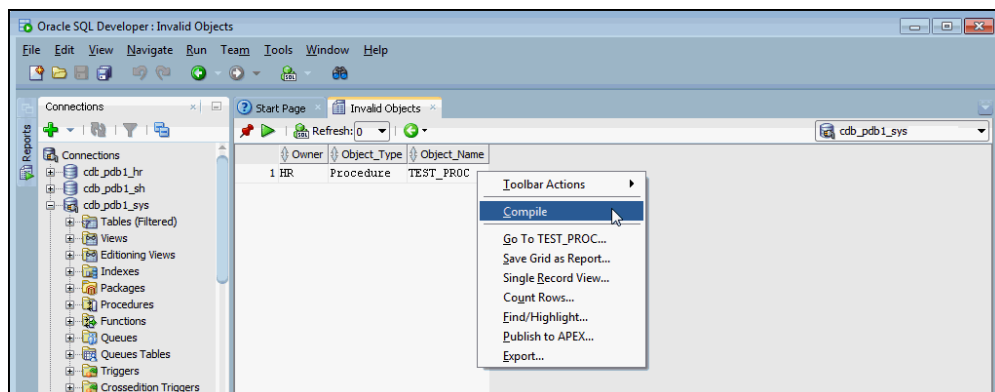 Oracle SQL Developer : Invalid Objects
File Edit View Navigate Run Team Tools Window Help
SQL
Connections
Start Page
Invalid Objects
Reports
SQL
Refresh: 0
cdb_pdb1_sys
Connections
Owner Object_Type Object_Name
cdb_pdb1_hr
1 HR Procedure TEST_PROC
cdb_pdb1_sh
cdb_pdb1_sys
Tables (Filtered)
Views
Editioning Views
Indexes
Packages
Procedures
Functions
Queues
Queues Tables
Triggers
Crossedition Triggers
Toolbar Actions
Compile
Go To TEST_PROC...
Save Grid as Report...
Single Record View...
Count Rows...
Find/Highlight...
Publish to APEX...
Export...